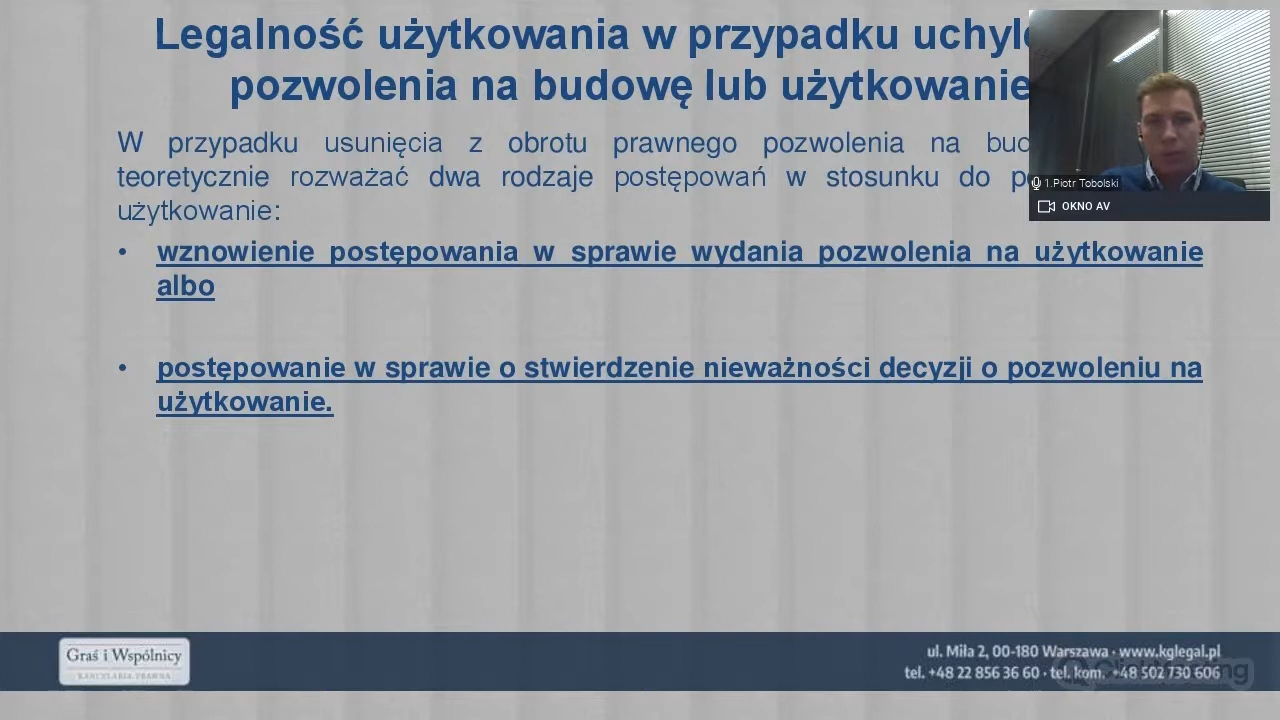 Legalność użytkowania w przypadku
pozwolenia na budowę lub użytkowanie
W przypadku usunięcia z obrotu prawnego pozwolenia na
teoretycznie rozważać dwa rodzaje postępowań w stosunku do
użytkowanie:
• wznowienie postępowania w sprawie wydania pozwolenia na użytkowanie
albo
• postępowanie w sprawie o stwierdzenie nieważności decyzji o pozwoleniu na
użytkowanie.
1.Piotr Tobolski
OKNO AV
Graś i Wspólnicy
KANCELARIA PRAWNA
ul. Miła 2, 00-180 Warszawa · www.kglegal.pl
tel. +48 22 856 36 60 · tel. kom. +48 502 730 606